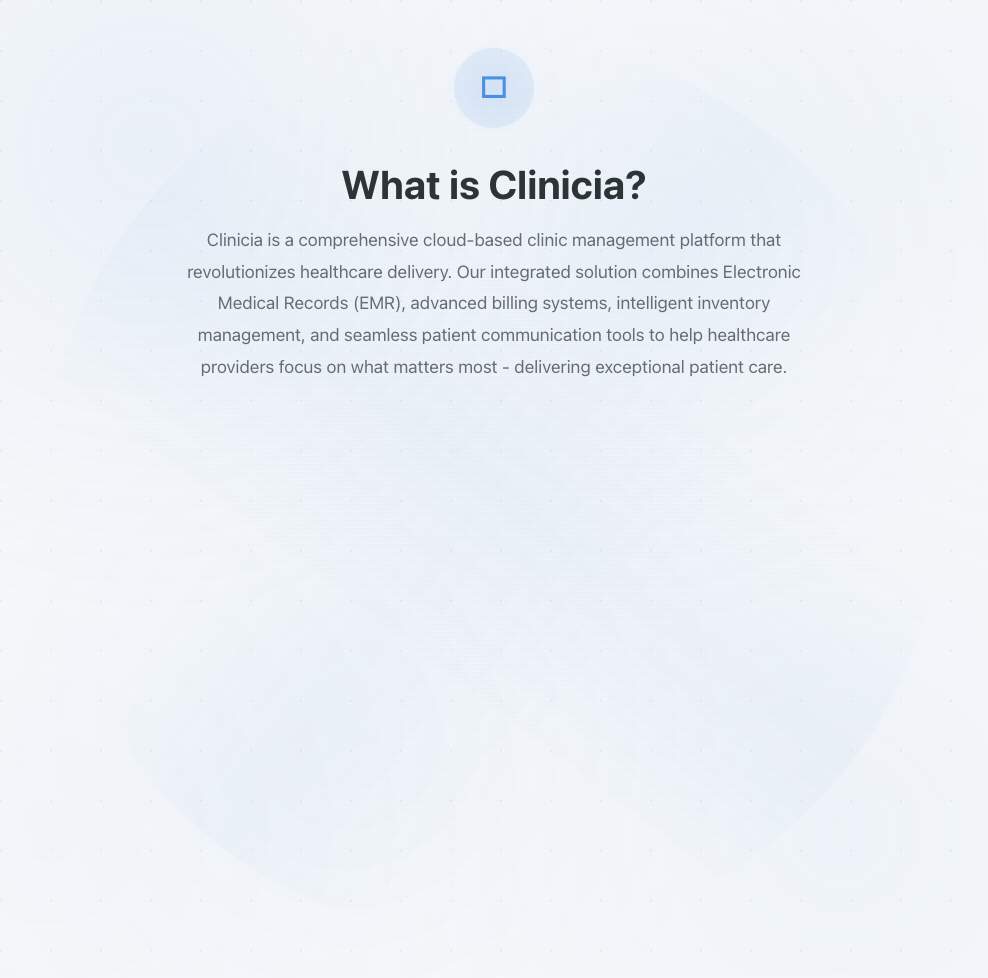 What is Clinicia?
Clinicia is a comprehensive cloud-based clinic management platform that
revolutionizes healthcare delivery. Our integrated solution combines Electronic
Medical Records (EMR), advanced billing systems, intelligent inventory
management, and seamless patient communication tools to help healthcare
providers focus on what matters most - delivering exceptional patient care.